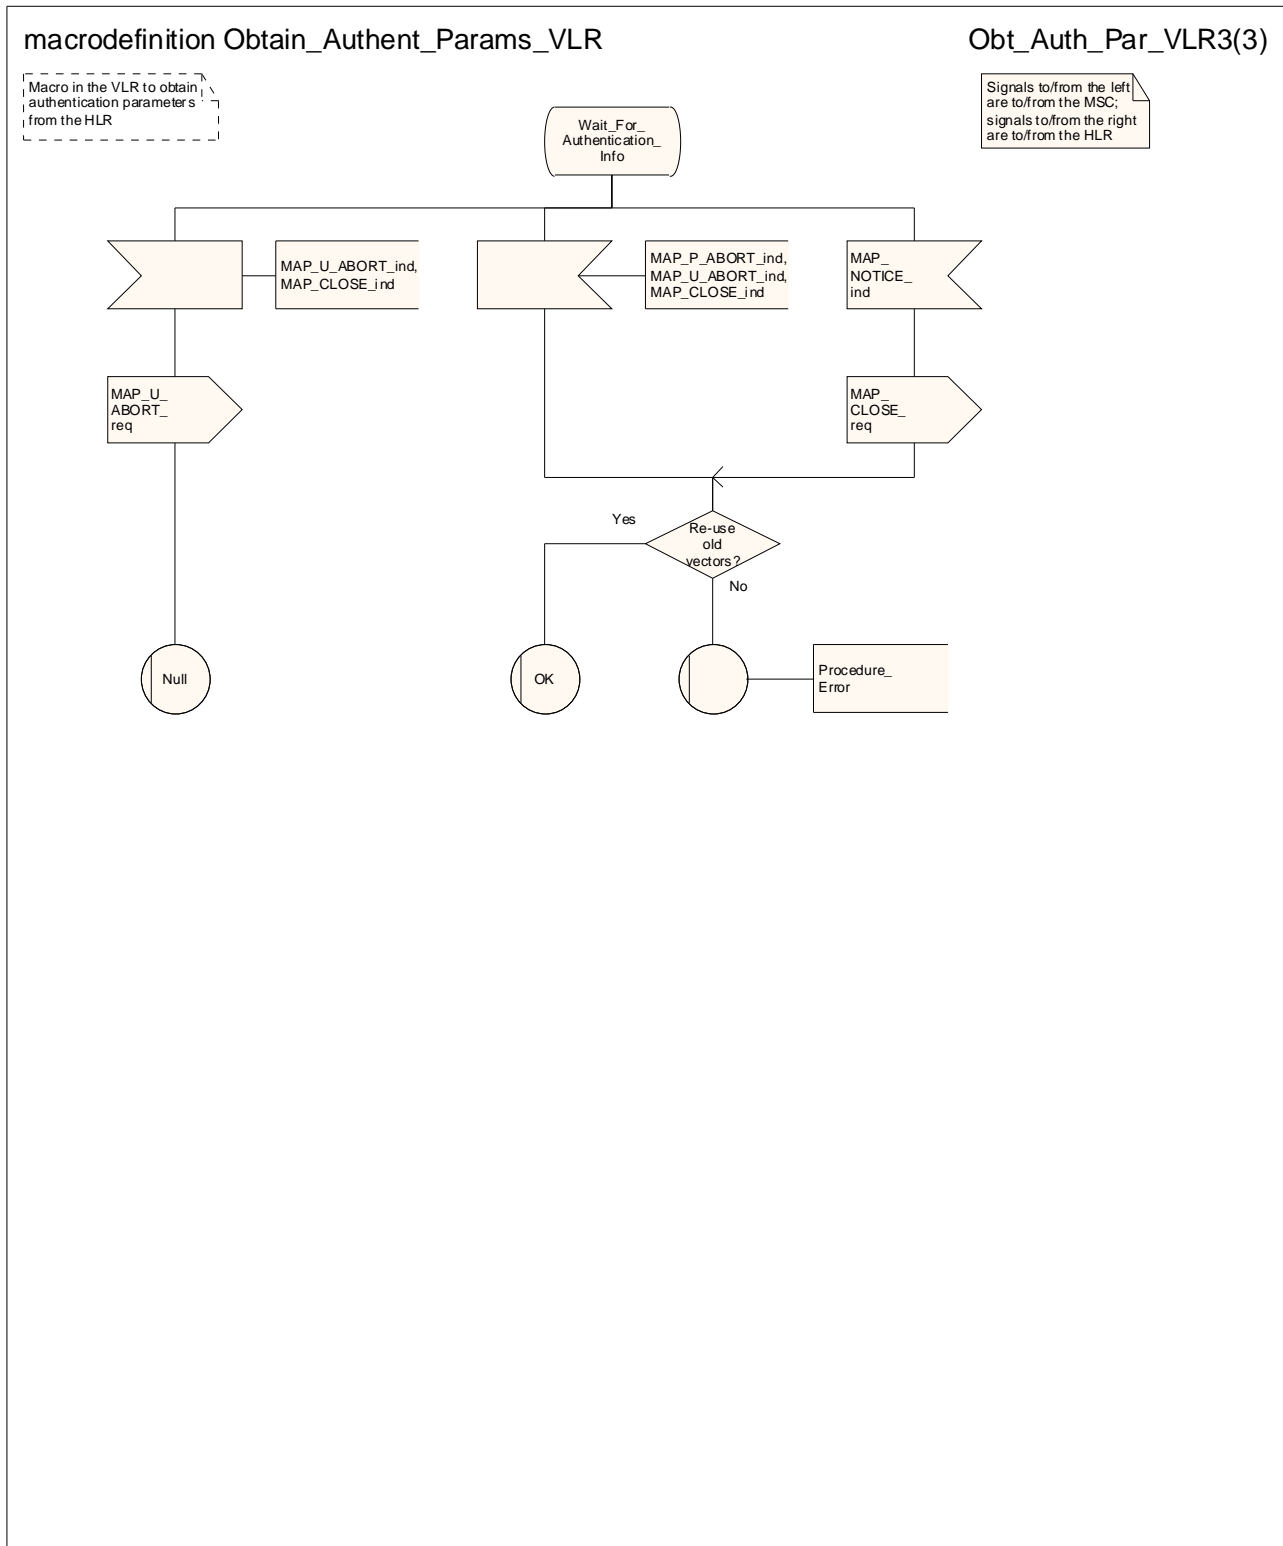 macrodefinition Obtain_Authent_Params_VLR
Obt_Auth_Par_VLR3(3)
Macro in the VLR to obtain
authentication parameters
from the HLR
Signals to/from the left
are to/from the MSC;
signals to/from the right
are to/from the HLR
Wait_For_
Authentication_
Info
MAP_U_ABORT_ind,
MAP_CLOSE_ind
MAP_P_ABORT_ind,
MAP_U_ABORT_ind,
MAP_CLOSE_ind
MAP_
NOTICE_
ind
MAP_U_
ABORT_
req
MAP_
CLOSE_
req
Yes
Re-use
old
vectors?
No
Null
OK
Procedure_
Error